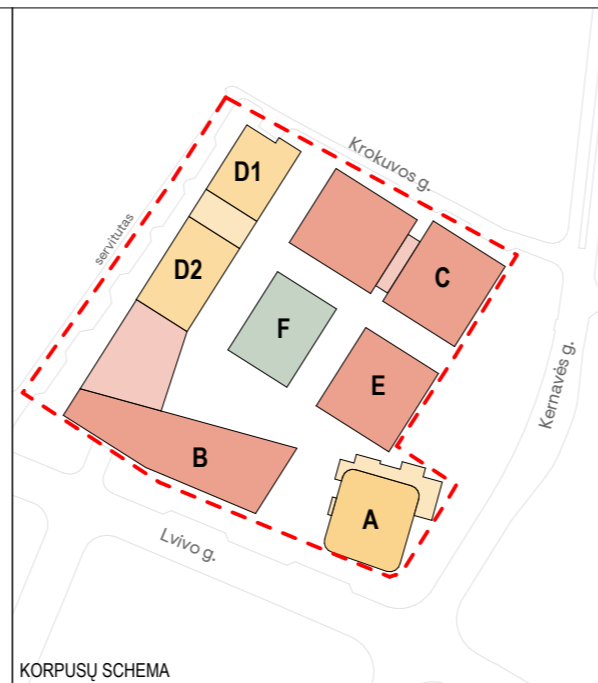 Krokuvos g.
D1
servitutas
D2
C
F
Kernavės g.
E
B
A
Lvivo g.
KORPUSŲ SCHEMA